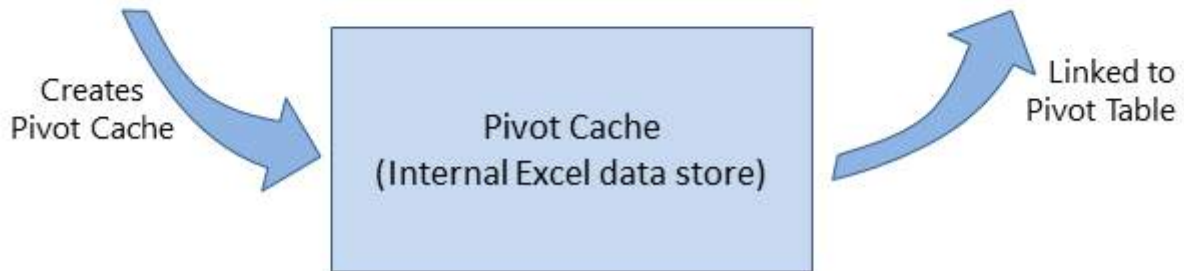 Creates
Pivot Cache
Pivot Cache
(Internal Excel data store)
Linked to
Pivot Table